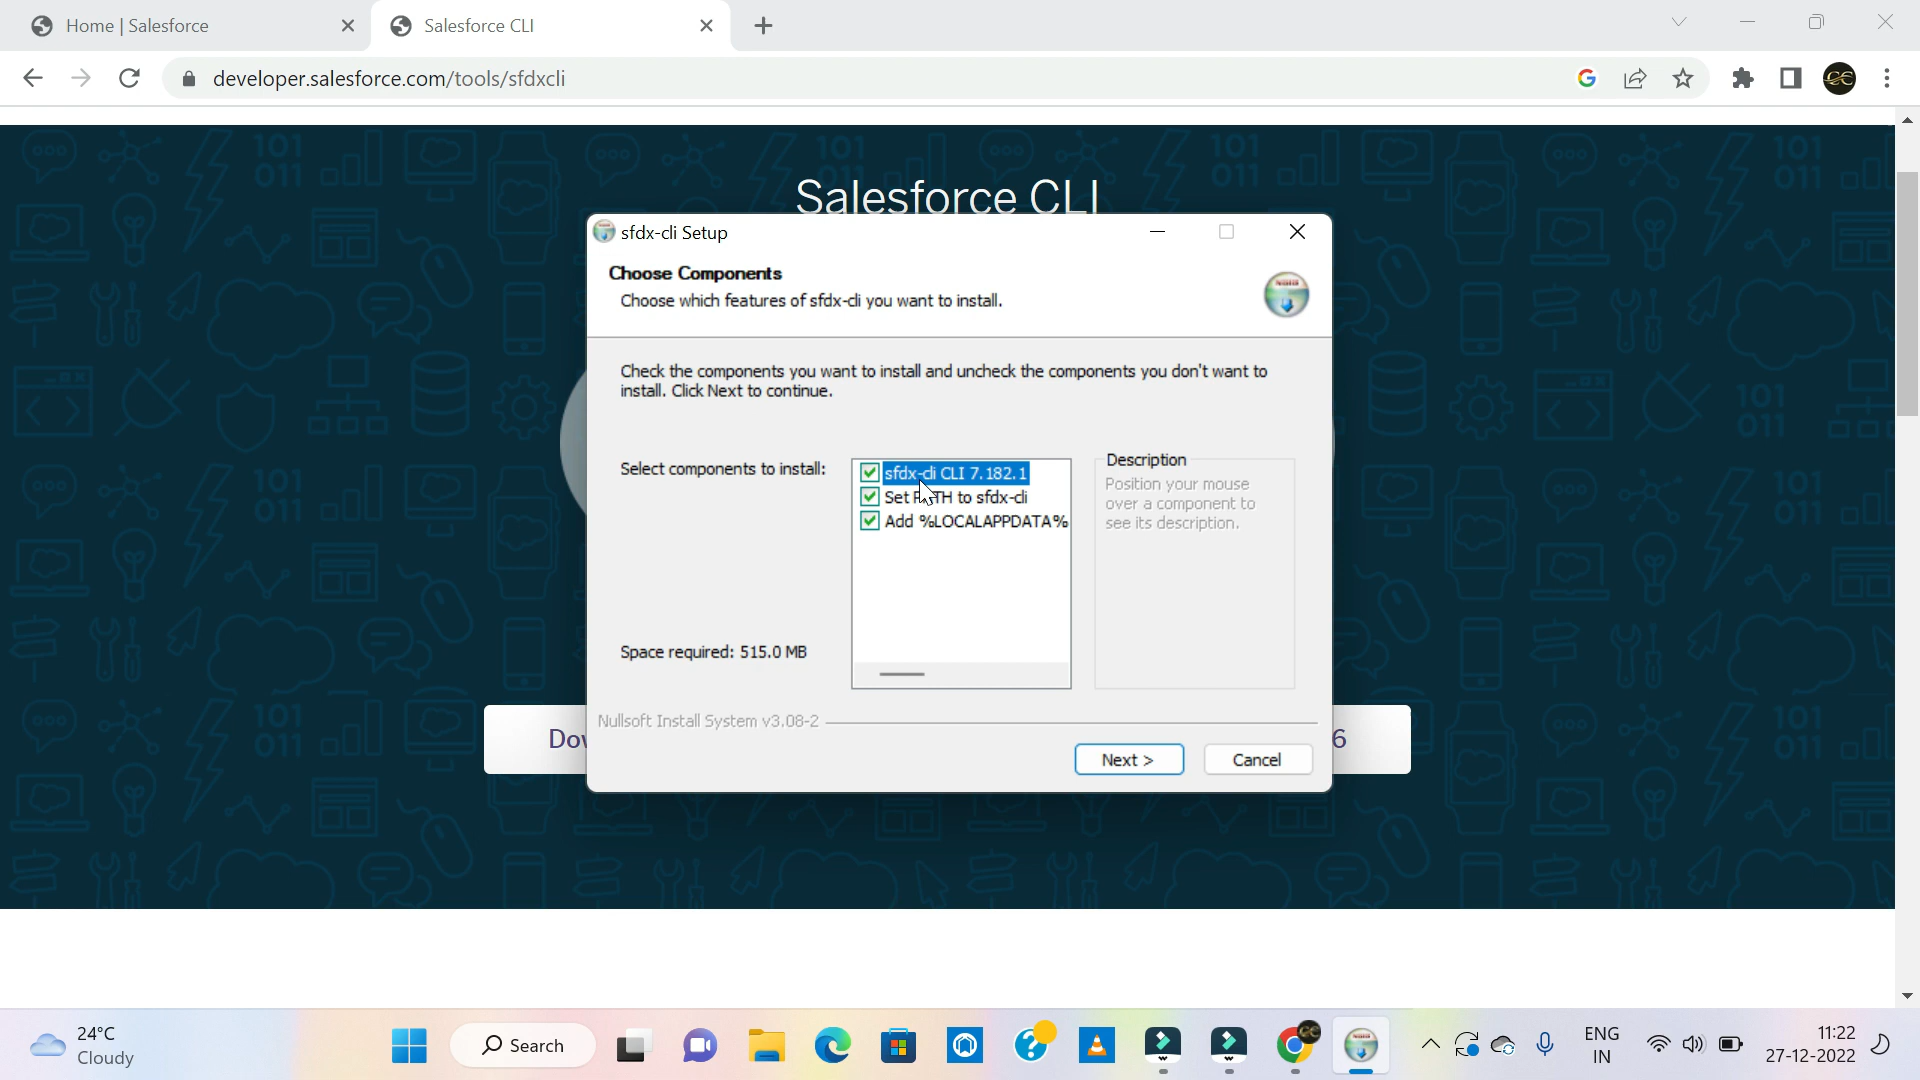 Home | Salesforce
Salesforce CLI
developer.salesforce.com/tools/sfdxcli
Salesforce CLI
sfdx-cli Setup
Choose Components
Choose which features of sfdx-cli you want to install.
Check the components you want to install and uncheck the components you don't want to
install. Click Next to continue.
Select components to install:
sfdx-cli CLI 7.182.1
Set PATH to sfdx-cli
Add %LOCALAPPDATA%
Description
Position your mouse
over a component to
see its description.
Space required: 515.0 MB
Nullsoft Install System v3.08-2
Next >
Cancel
6
24°C
Cloudy
Search
ENG
IN
11:22
27-12-2022